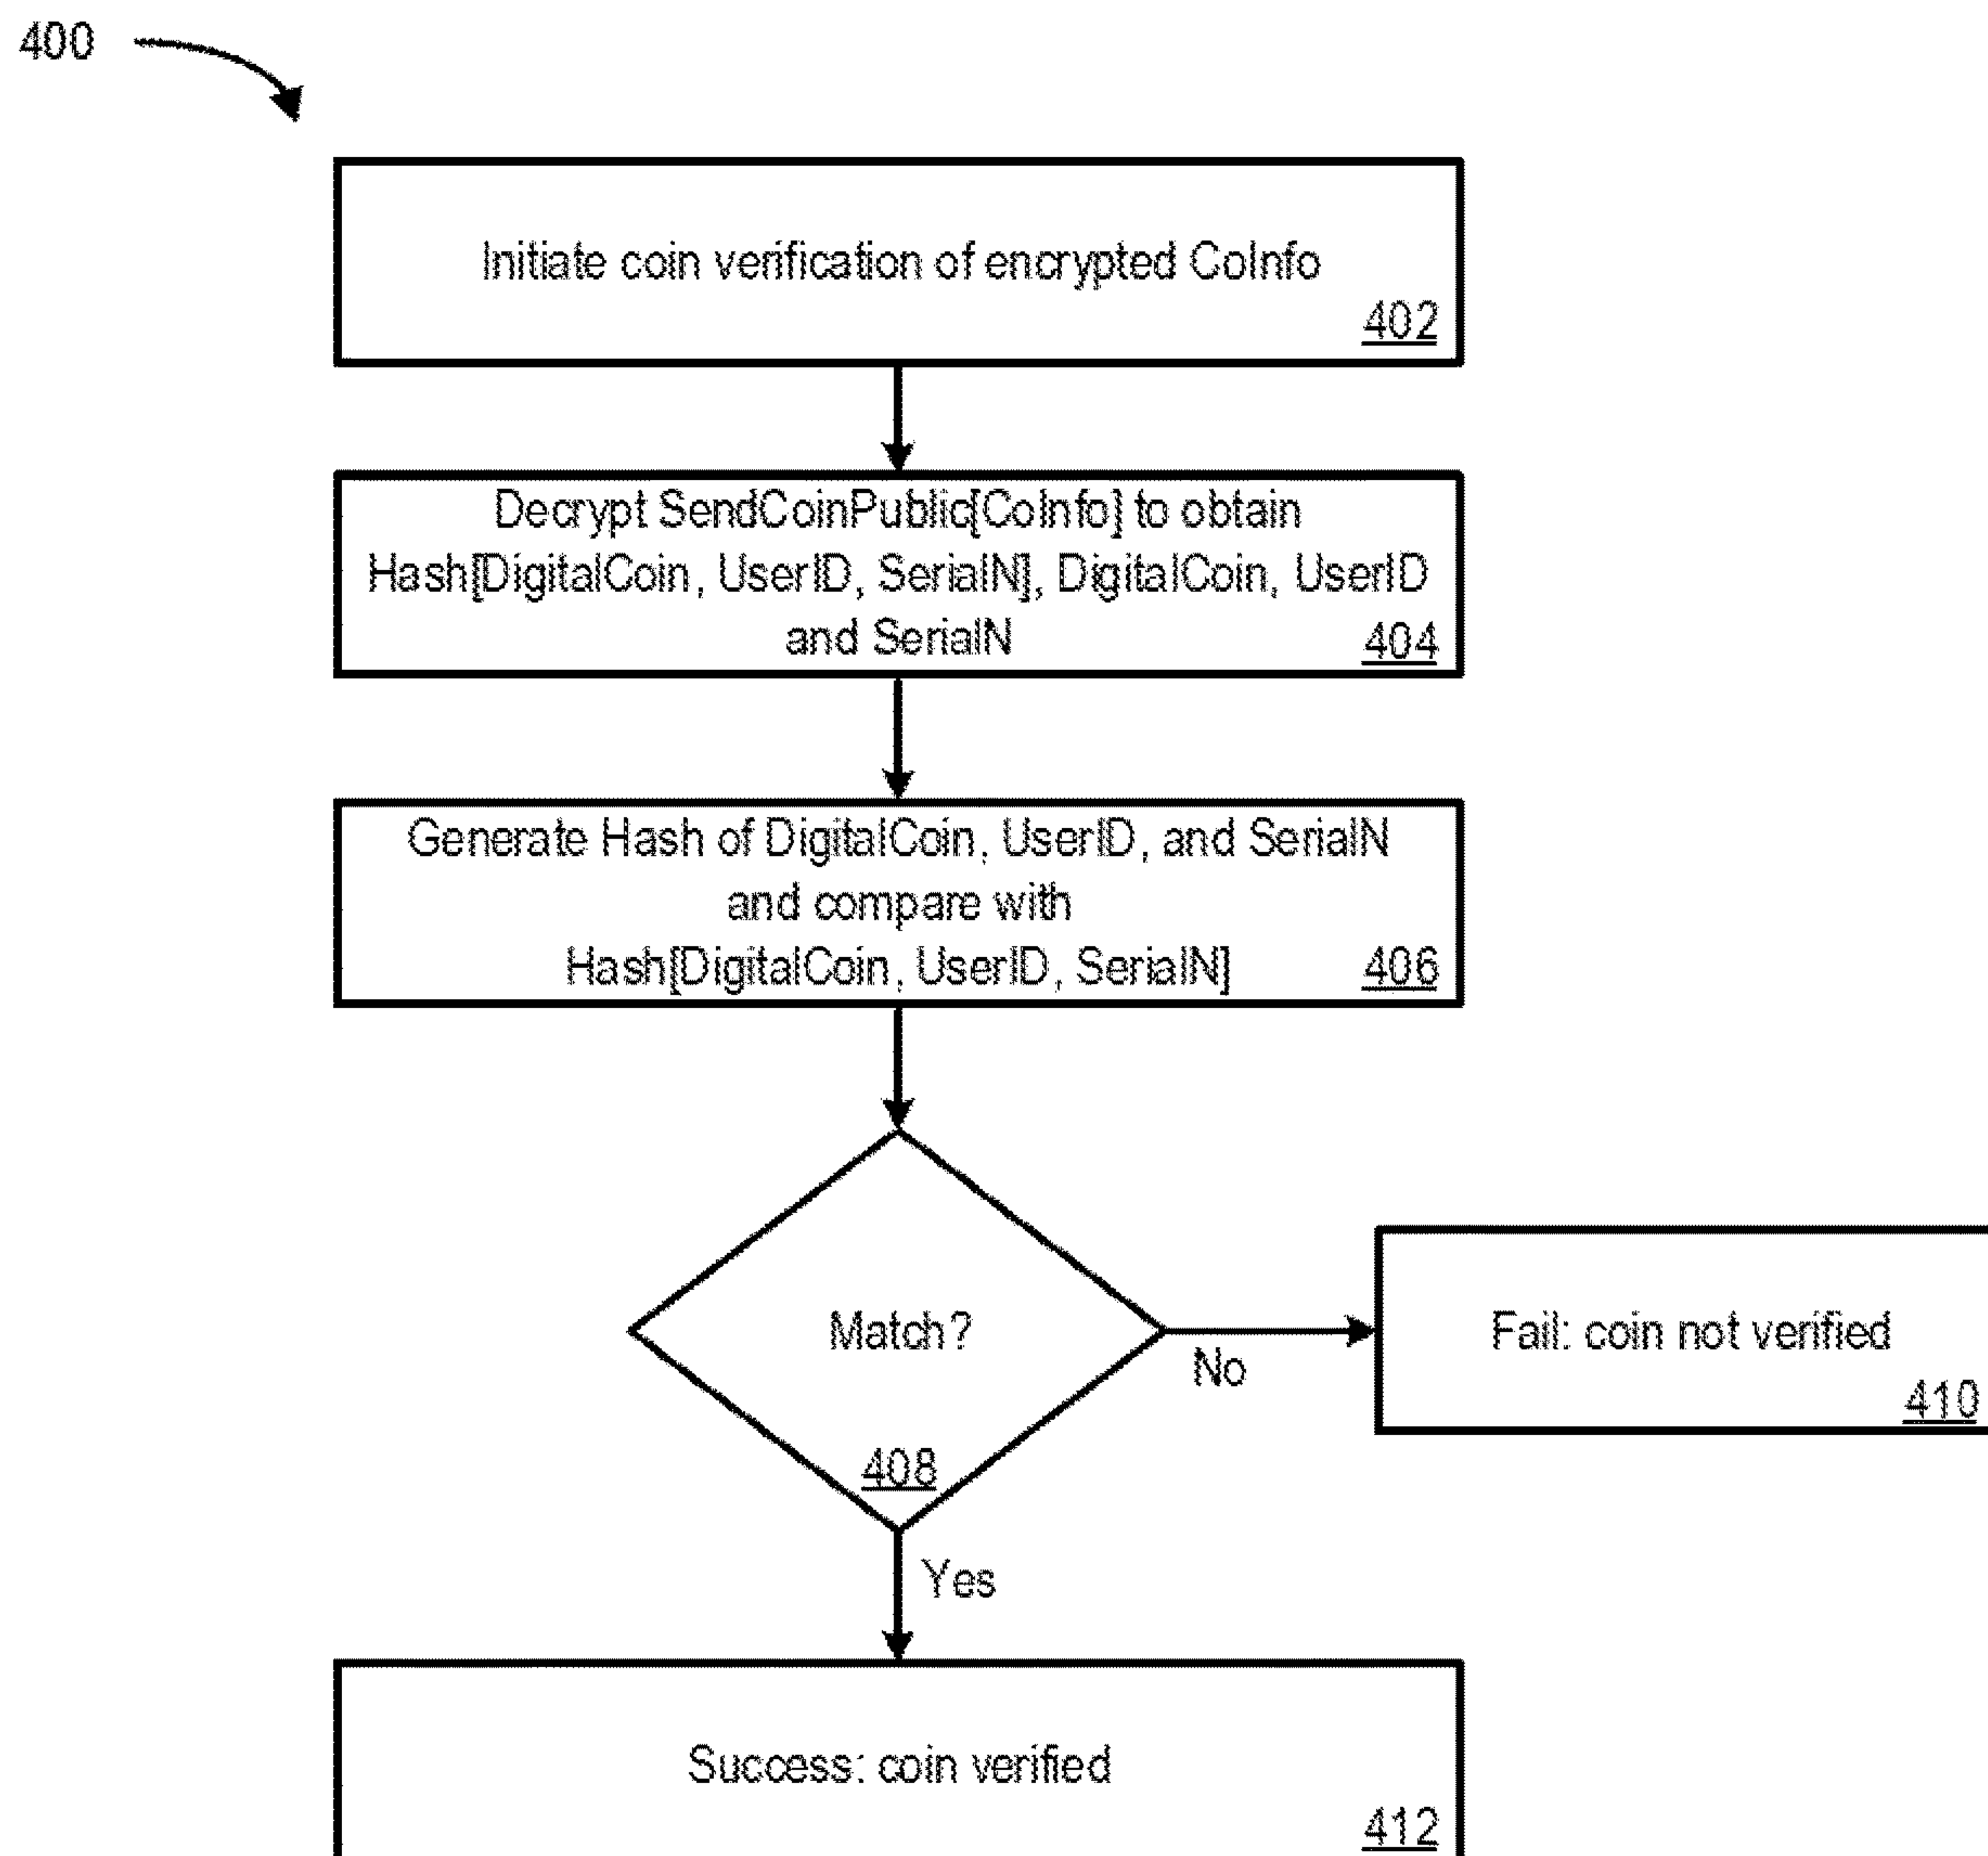 400
Initiate coin verification of encrypted CoInfo
402
Decrypt SendCoinPublic[CoInfo] to obtain
Hash[DigitalCoin, UserID, SerialN], DigitalCoin, UserID
and SerialN
404
Generate Hash of DigitalCoin, UserID, and SerialN
and compare with
Hash[DigitalCoin, UserID, SerialN]
406
Match?
408
No
Fail: coin not verified
410
Yes
Success: coin verified
412